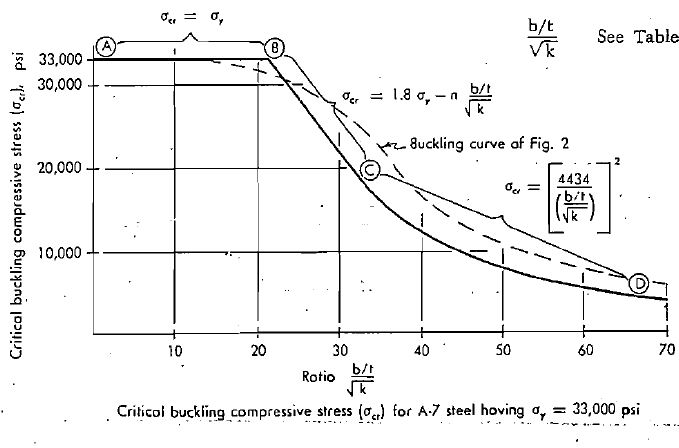 σcr = σy
b/t
√k
See Table
A
B
psi
33,000
30,000
σcr = 1.8 σy − n b/t
√k
Buckling curve of Fig. 2
20,000
C
σcr = [ 4434
( b/t
√k ) ] 2
10,000
D
Critical buckling compressive stress (σcr),
10 20 30 40 50 60 70
Ratio b/t
√k
Critical buckling compressive stress (σcr) for A-7 steel having σy = 33,000 psi